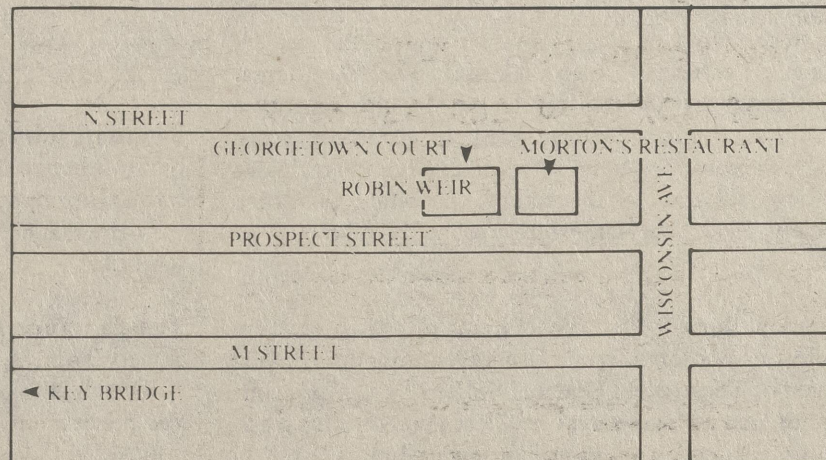 N STREET
GEORGETOWN COURT
MORTON'S RESTAURANT
ROBIN WEIR
WISCONSIN AVE
PROSPECT STREET
M STREET
KEY BRIDGE